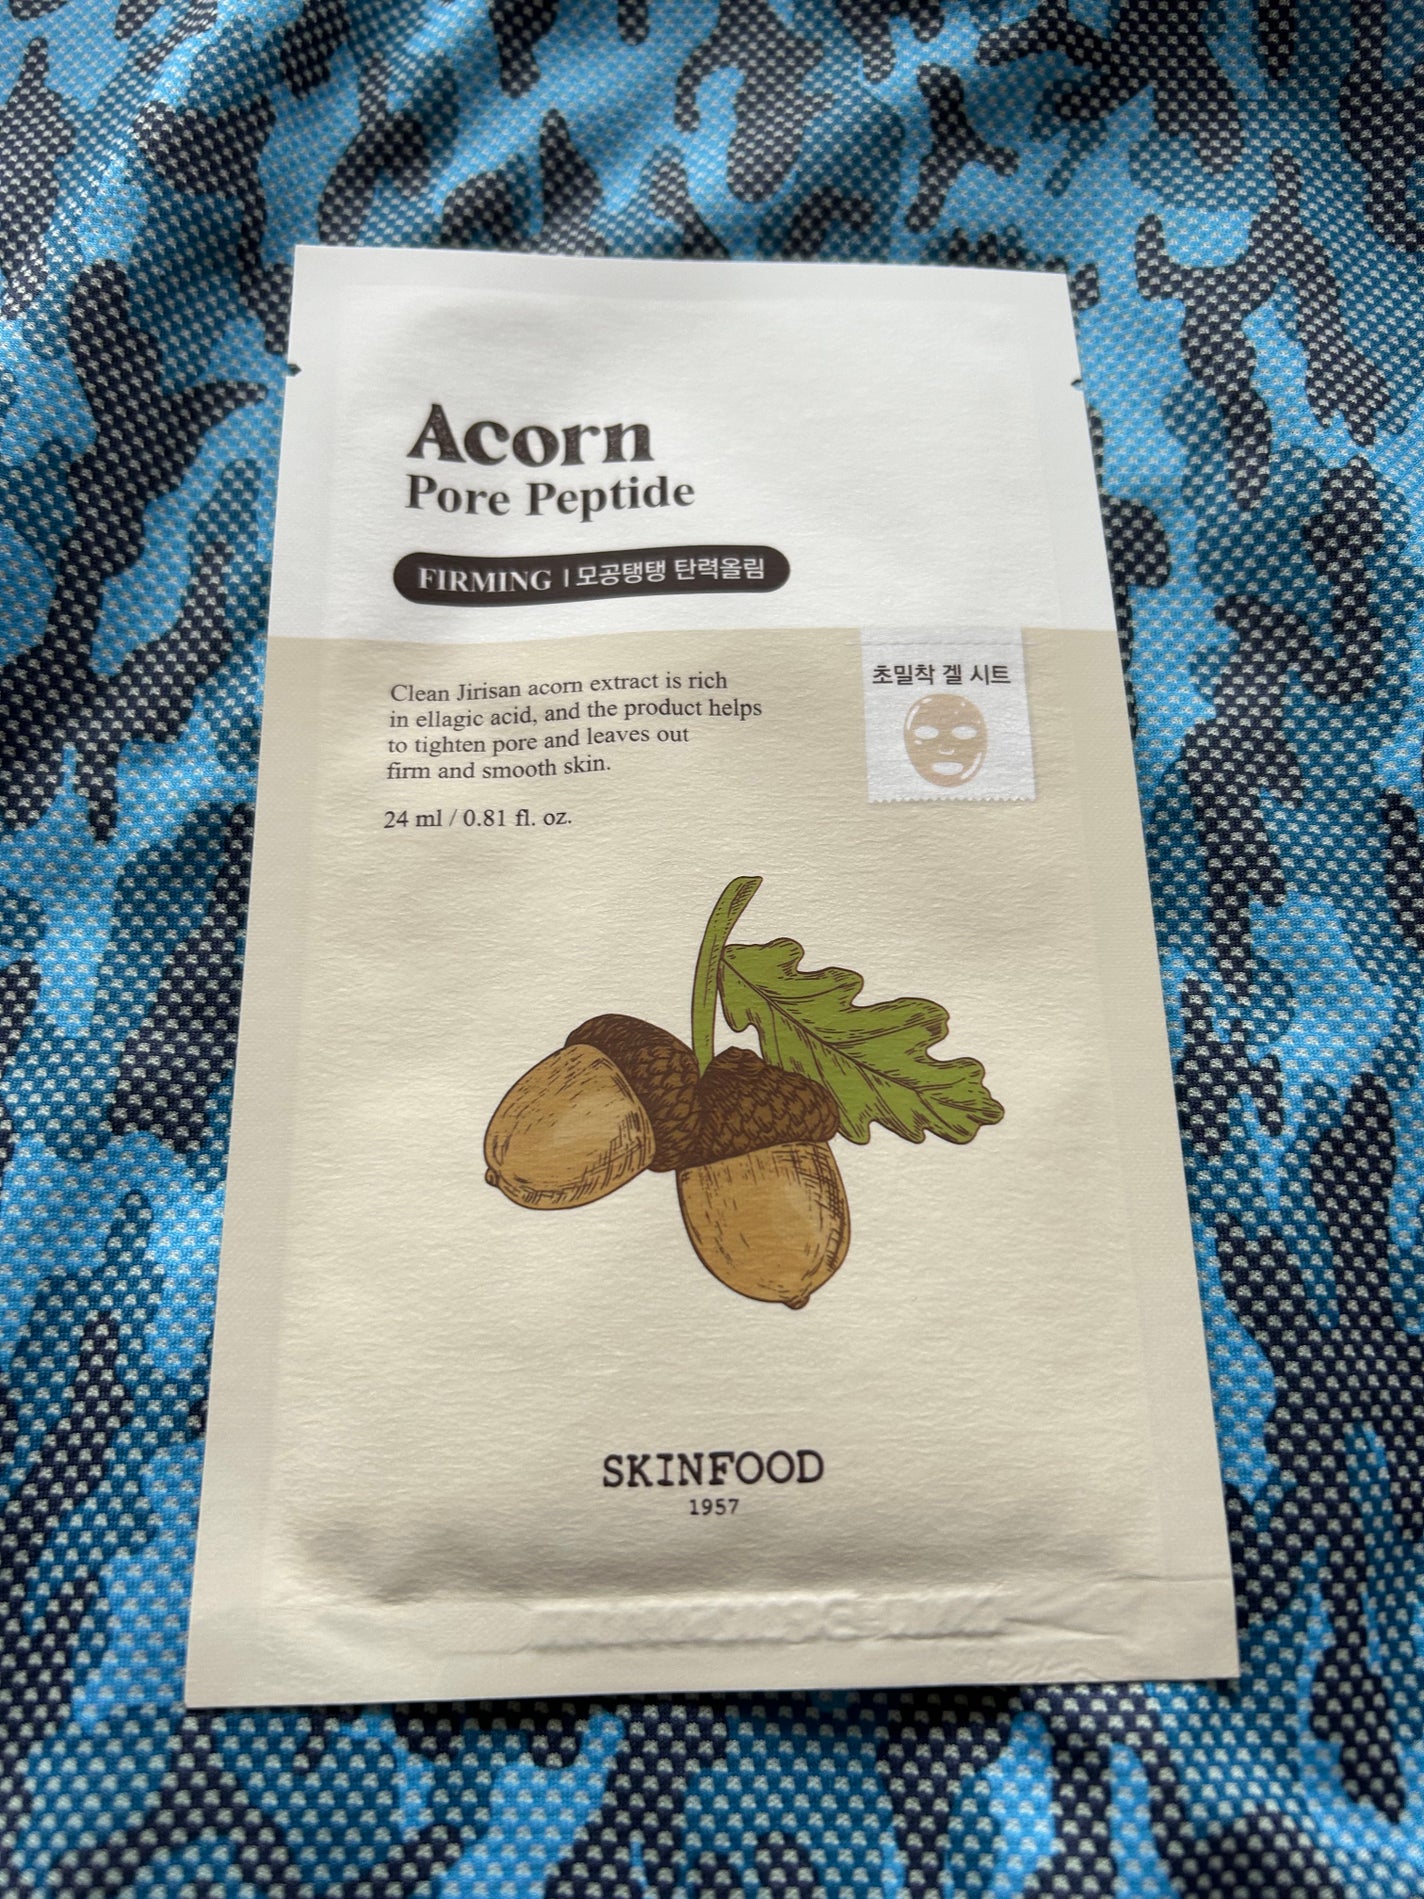 Acorn
Pore Peptide
FIRMING | 모공탱탱 탄력올림
초밀착 겔 시트
Clean Jirisan acorn extract is rich
in ellagic acid, and the product helps
to tighten pore and leaves out
firm and smooth skin.
24 ml / 0.81 fl. oz.
SKINFOOD
1957